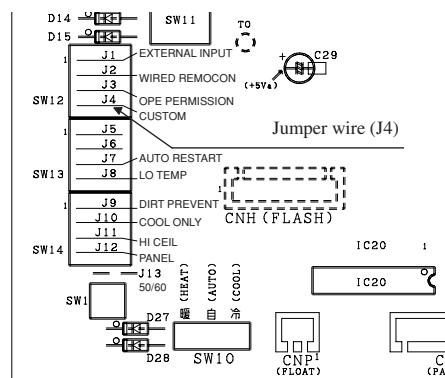 D14
SW11
TO
D15
C29
+
(+5Va)
1 J1 EXTERNAL INPUT
J2 WIRED REMOCON
J3 OPE PERMISSION
SW12 J4 CUSTOM
Jumper wire (J4)
1 J5
J6
J7 AUTO RESTART
SW13 J8 LO TEMP
1 J9 DIRT PREVENT
J10 COOL ONLY
J11 HI CEIL
SW14 J12 PANEL
1
CNH (FLASH)
J13
50/60
SW1
(HEAT) (AUTO) (COOL)
暖 自 冷
IC20 1
IC20
D27
D28
SW10
CNP 1
(FLOAT)
C
(PA